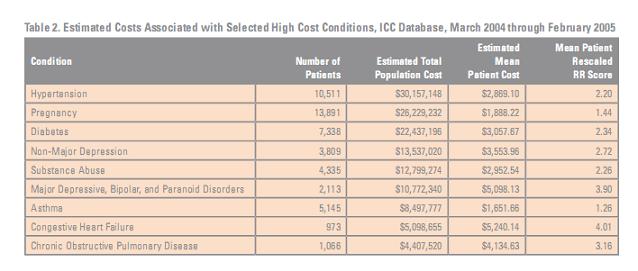 Table 2. Estimated Costs Associated with Selected High Cost Conditions, ICC Database, March 2004 through February 2005
Condition Number of Patients Estimated Total Population Cost Estimated Mean Patient Cost Mean Patient Rescaled RR Score
Hypertension 10,511 $30,157,148 $2,869.10 2.20
Pregnancy 13,891 $26,229,232 $1,888.22 1.44
Diabetes 7,338 $22,437,196 $3,057.67 2.34
Non-Major Depression 3,809 $13,537,020 $3,553.96 2.72
Substance Abuse 4,335 $12,799,274 $2,952.54 2.26
Major Depressive, Bipolar, and Paranoid Disorders 2,113 $10,772,340 $5,098.13 3.90
Asthma 5,145 $8,497,777 $1,651.66 1.26
Congestive Heart Failure 973 $5,098,655 $5,240.14 4.01
Chronic Obstructive Pulmonary Disease 1,066 $4,407,520 $4,134.63 3.16